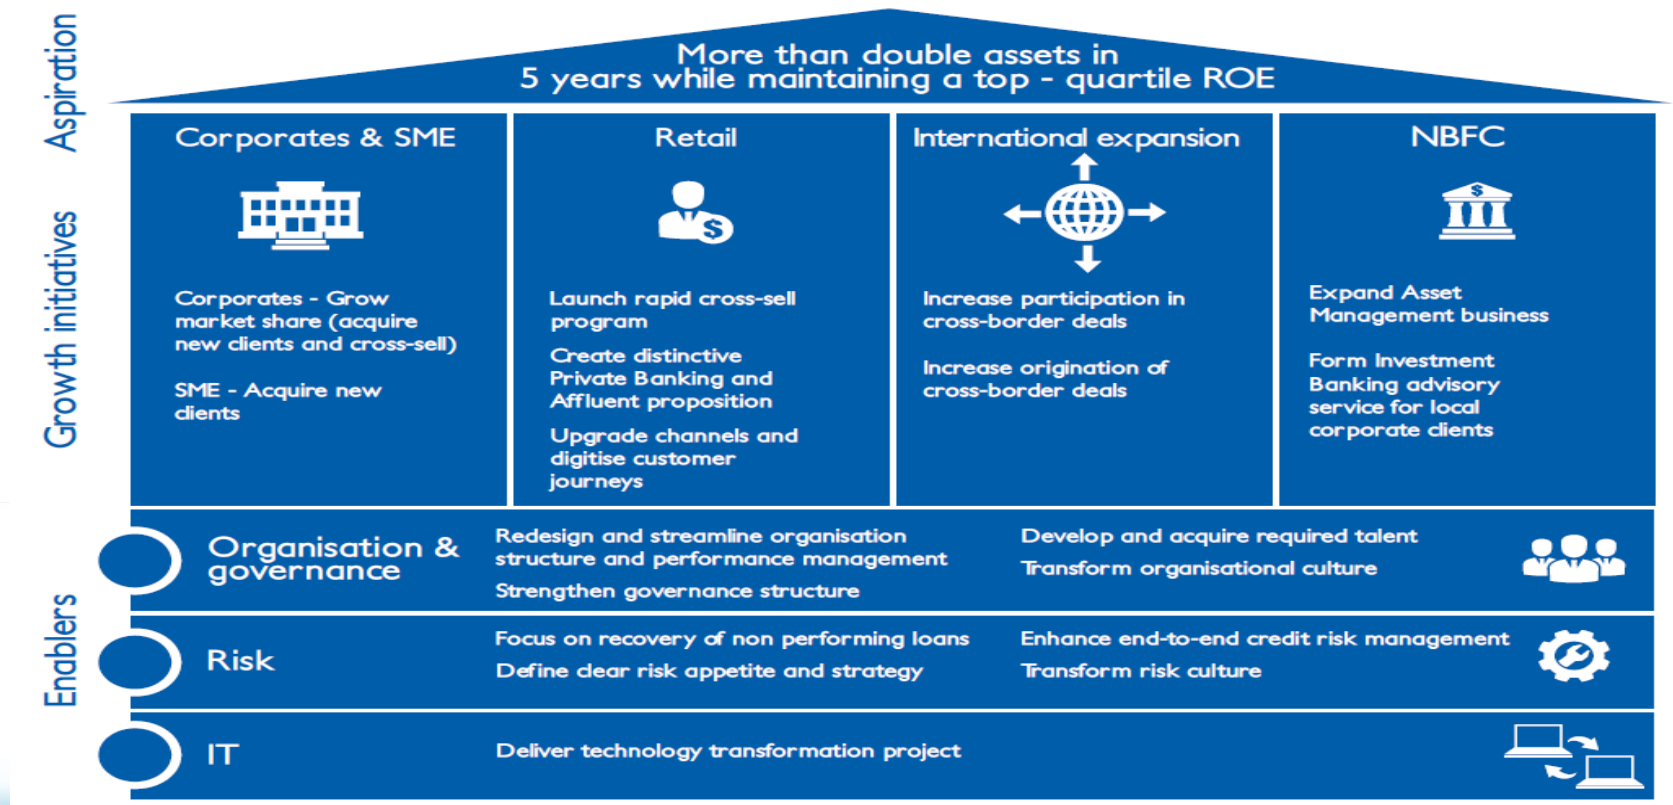 Aspiration
More than double assets in
5 years while maintaining a top - quartile ROE
Growth initiatives
Corporates & SME
Corporates - Grow
market share (acquire
new clients and cross-sell)
SME - Acquire new
clients
Retail
$
Launch rapid cross-sell
program
Create distinctive
Private Banking and
Affluent proposition
Upgrade channels and
digitise customer
journeys
International expansion
Increase participation in
cross-border deals
Increase origination of
cross-border deals
NBFC
$
Expand Asset
Management business
Form Investment
Banking advisory
service for local
corporate clients
Enablers
Organisation &
governance
Redesign and streamline organisation
structure and performance management
Strengthen governance structure
Develop and acquire required talent
Transform organisational culture
Risk
Focus on recovery of non performing loans
Define clear risk appetite and strategy
Enhance end-to-end credit risk management
Transform risk culture
IT
Deliver technology transformation project